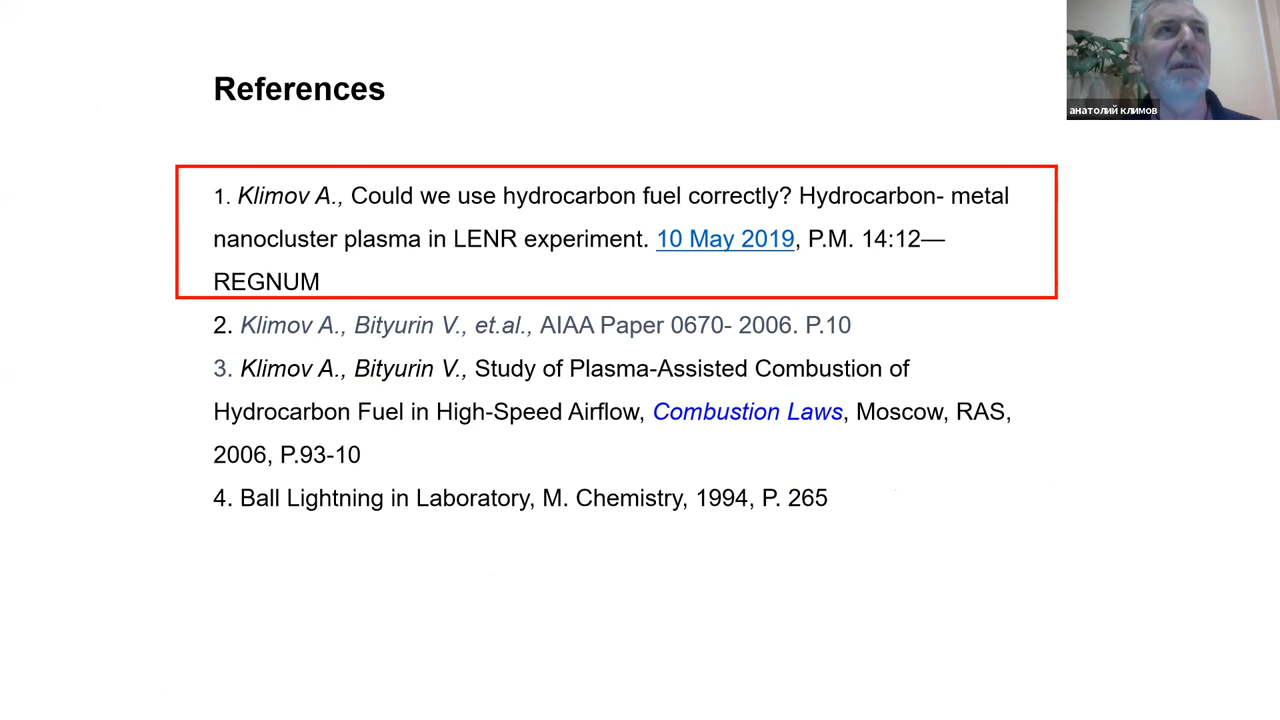 References
анатолий климов
1. Klimov A., Could we use hydrocarbon fuel correctly? Hydrocarbon- metal
nanocluster plasma in LENR experiment. 10 May 2019, P.M. 14:12—
REGNUM
2. Klimov A., Bityurin V., et.al., AIAA Paper 0670- 2006. P.10
3. Klimov A., Bityurin V., Study of Plasma-Assisted Combustion of
Hydrocarbon Fuel in High-Speed Airflow, Combustion Laws, Moscow, RAS,
2006, P.93-10
4. Ball Lightning in Laboratory, M. Chemistry, 1994, P. 265